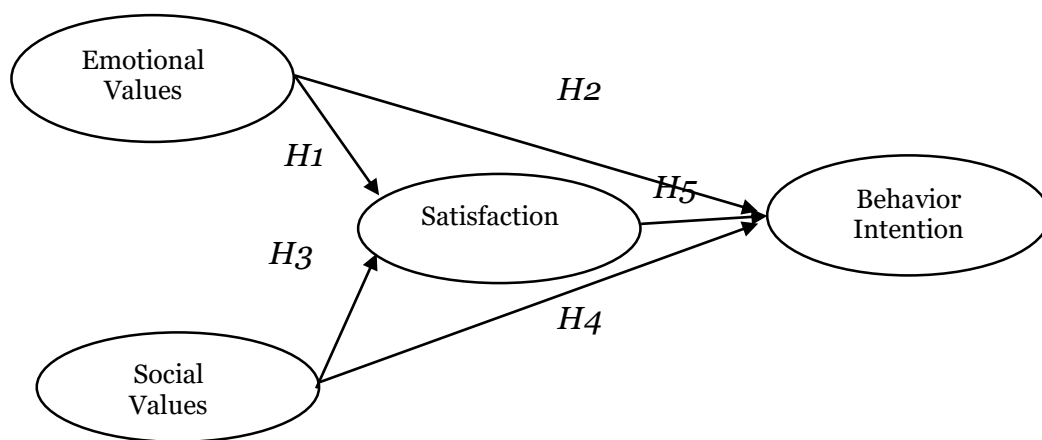 Emotional
Values
H2
H1
H5
Satisfaction
Behavior
Intention
H3
H4
Social
Values